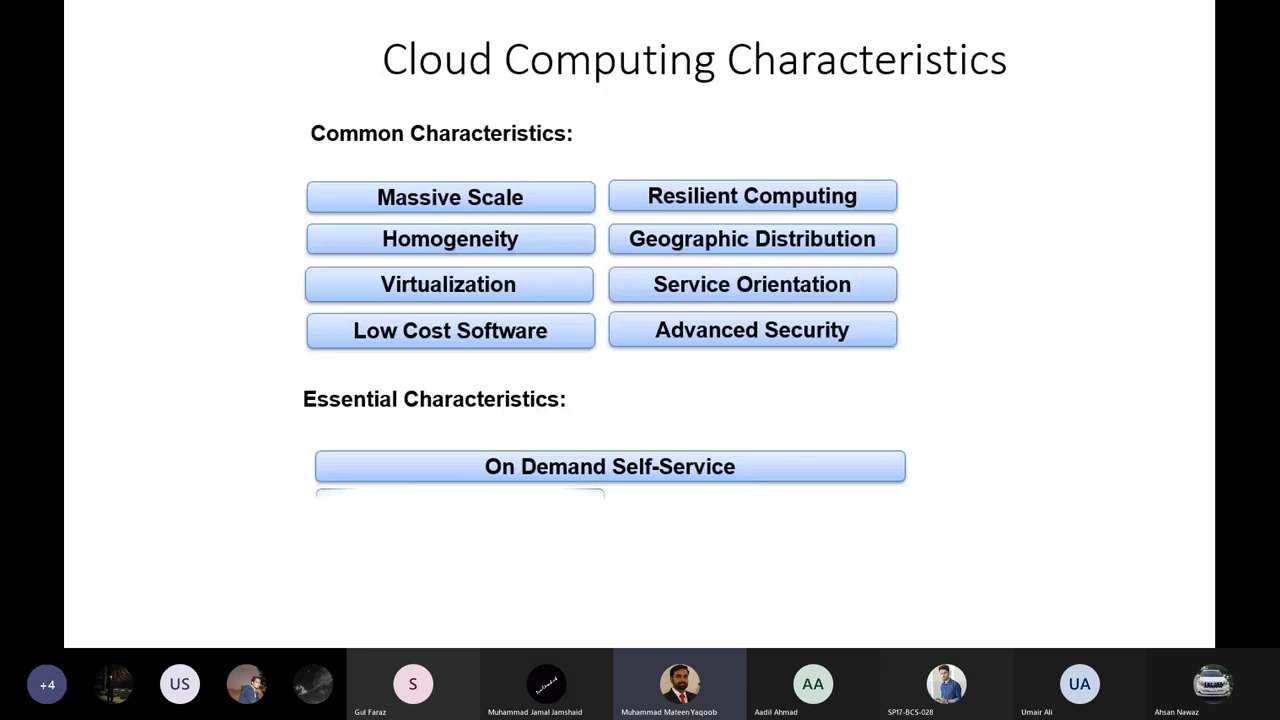 Cloud Computing Characteristics
Common Characteristics:
Massive Scale
Resilient Computing
Homogeneity
Geographic Distribution
Virtualization
Service Orientation
Low Cost Software
Advanced Security
Essential Characteristics:
On Demand Self-Service
+4
US
S
AA
UA
Gul Faraz
Muhammad Jamal Jamshaid
Muhammad Mateen Yaqoob
Aadil Ahmad
SP17-BCS-028
Umair Ali
Ahsan Nawaz